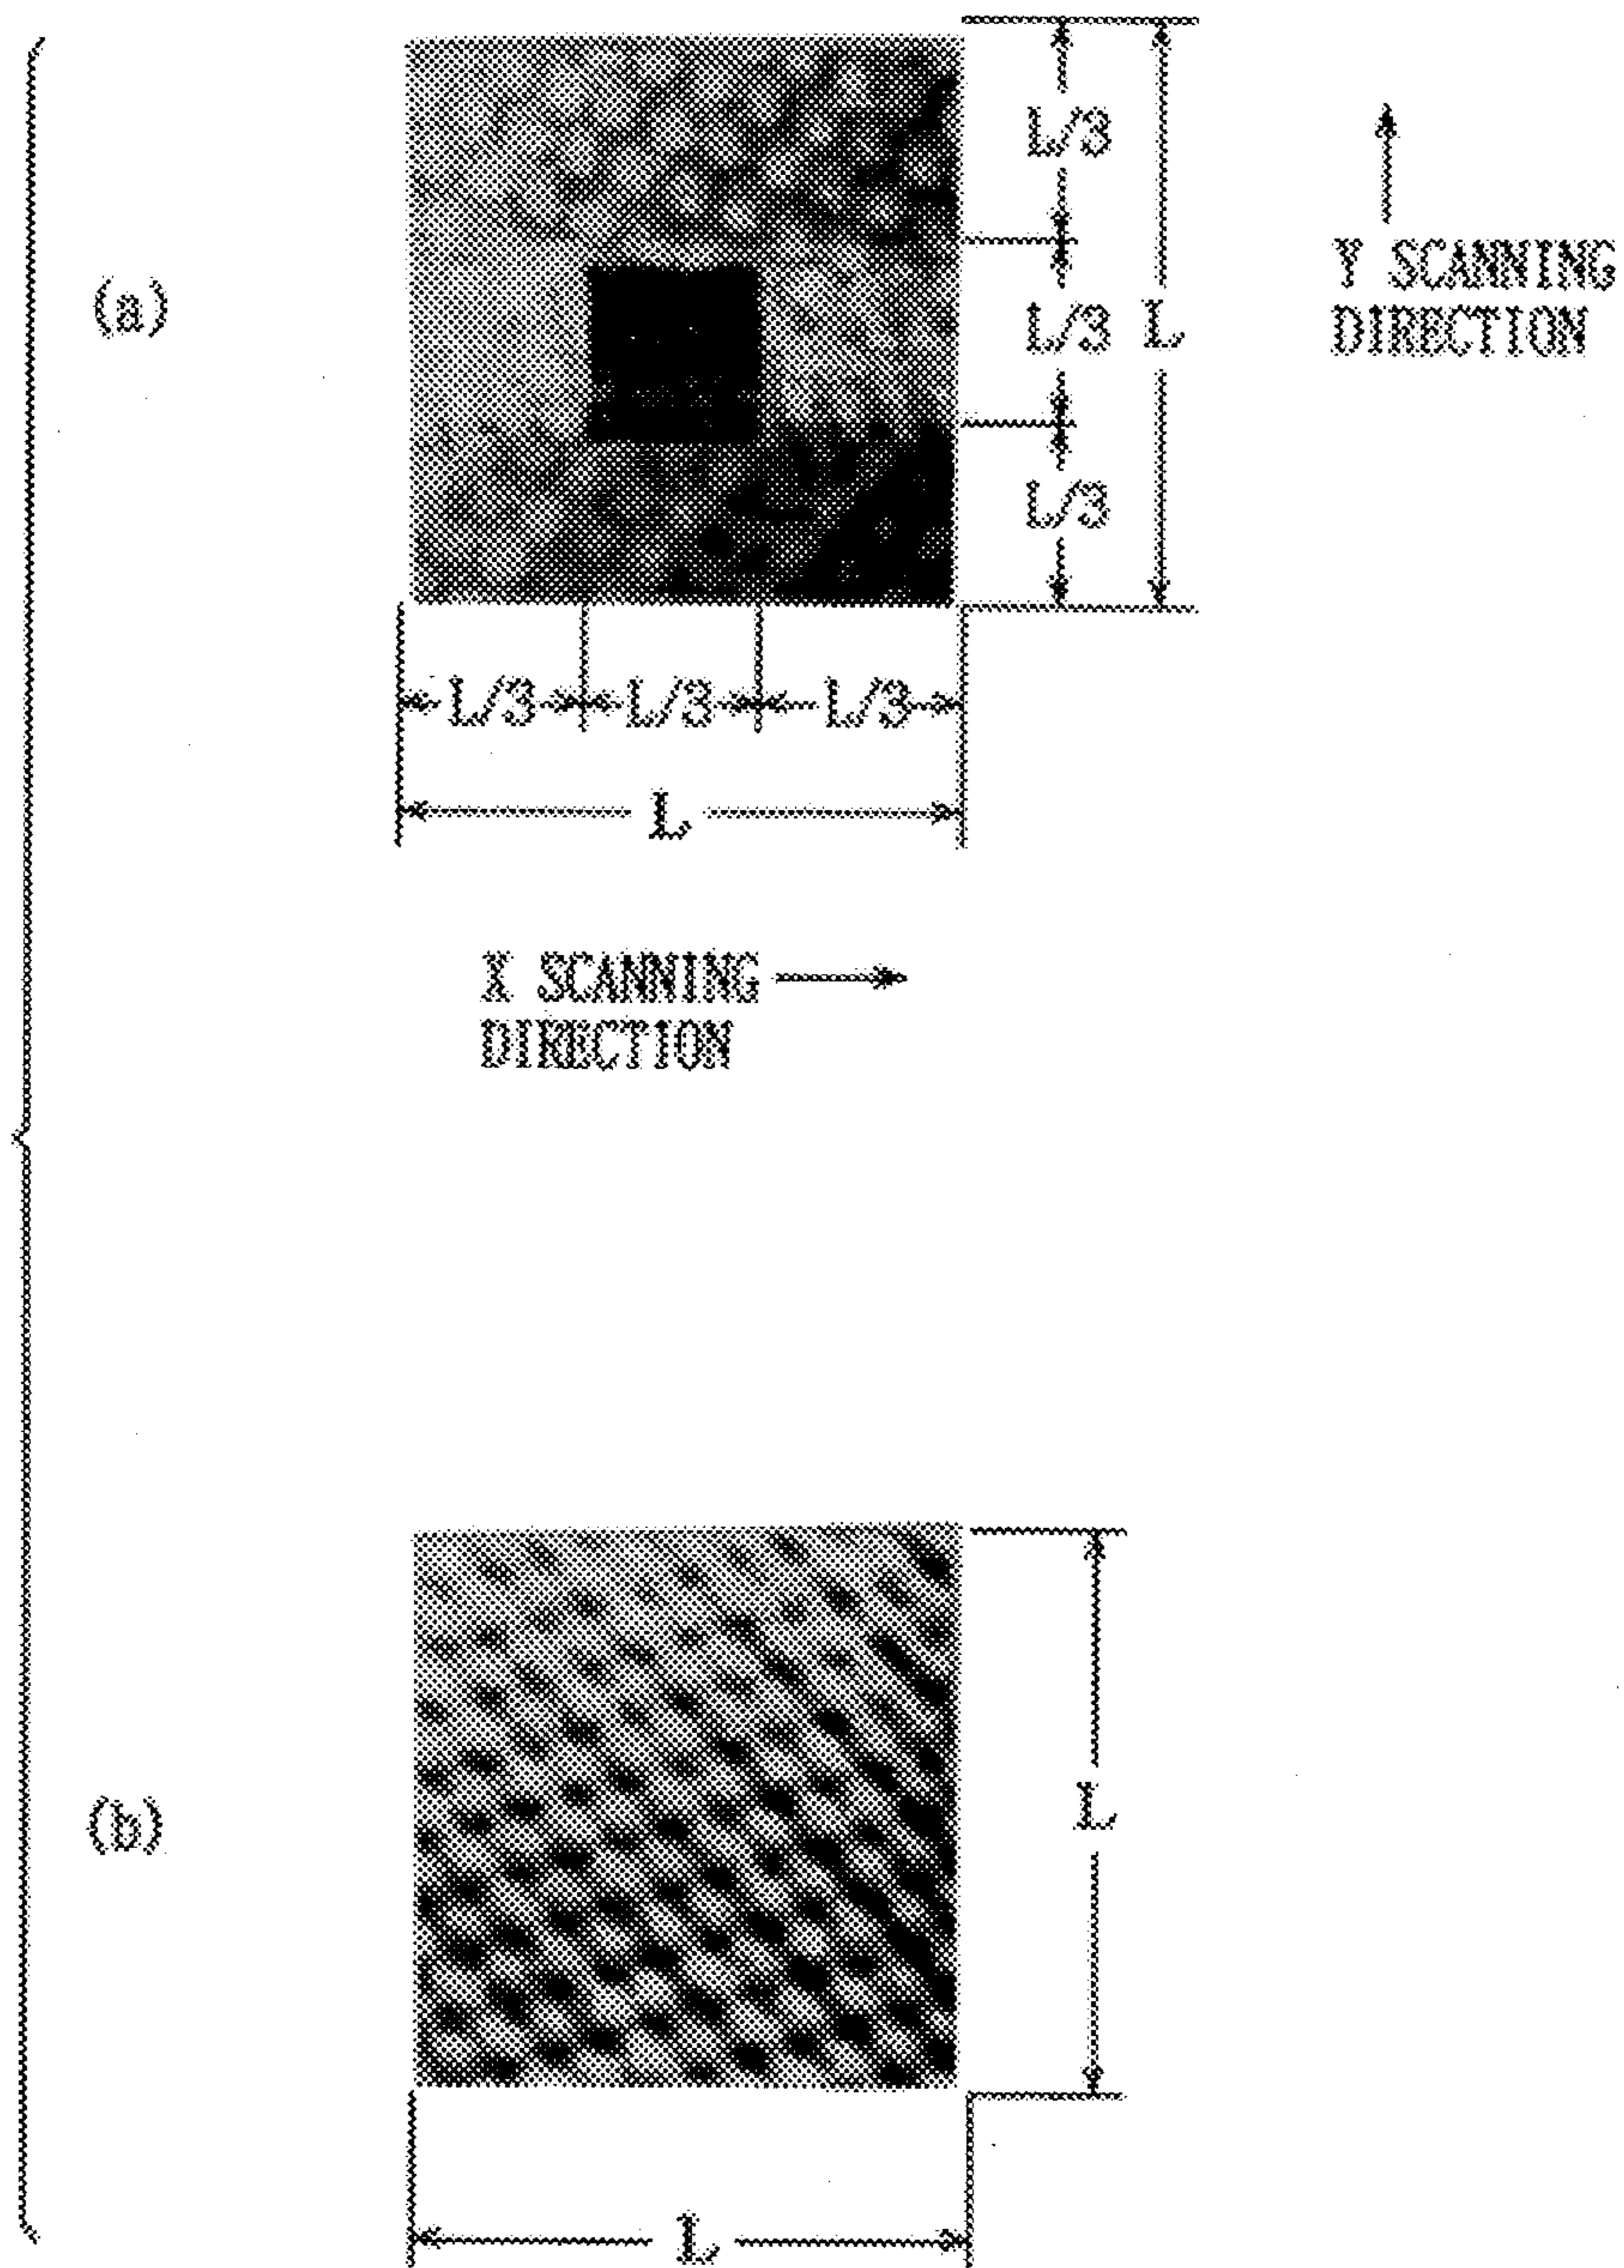 (a)
L/3
L/3
L
L/3
Y SCANNING
DIRECTION
L/3
L/3
L/3
L
X SCANNING
DIRECTION
(b)
L
L